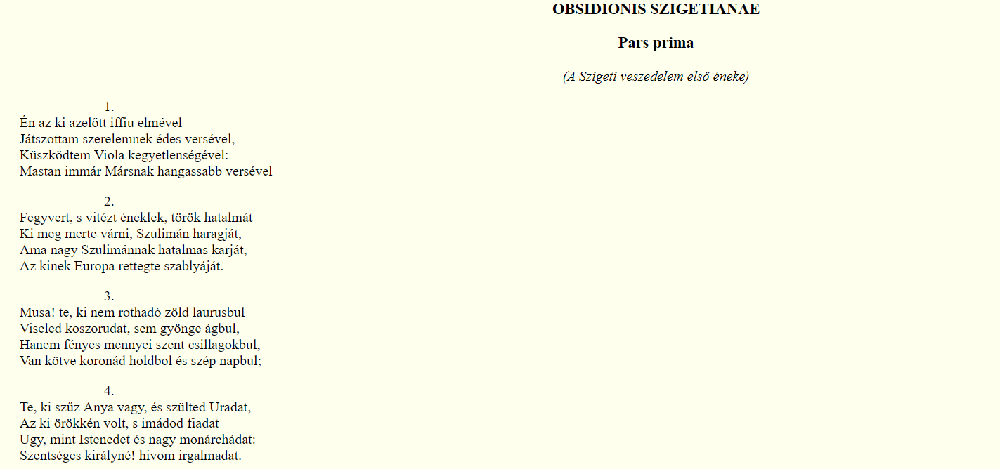 OBSIDIONIS SZIGETIANAE
Pars prima
(A Szigeti veszedelem első éneke)
1.
Én az ki azelőtt iffiu elmével
Játszottam szerelemnek édes versével,
Küszködtem Viola kegyetlenségével:
Mastan immár Mársnak hangassabb versével
2.
Fegyvert, s vitézt éneklek, török hatalmát
Ki meg merte várni, Szulimán haragját,
Ama nagy Szulimánnak hatalmas karját,
Az kinek Europa rettegte szablyáját.
3.
Musa! te, ki nem rothadó zöld laurusbul
Viseled koszorudat, sem gyönge ágbul,
Hanem fényes mennyei szent csillagokbul,
Van kötve koronád holdbol és szép napbul;
4.
Te, ki szűz Anya vagy, és szülted Uradat,
Az ki örökkén volt, s imádod fiadat
Ugy, mint Istenedet és nagy monárchádat:
Szentséges királyné! hivom irgalmadat.